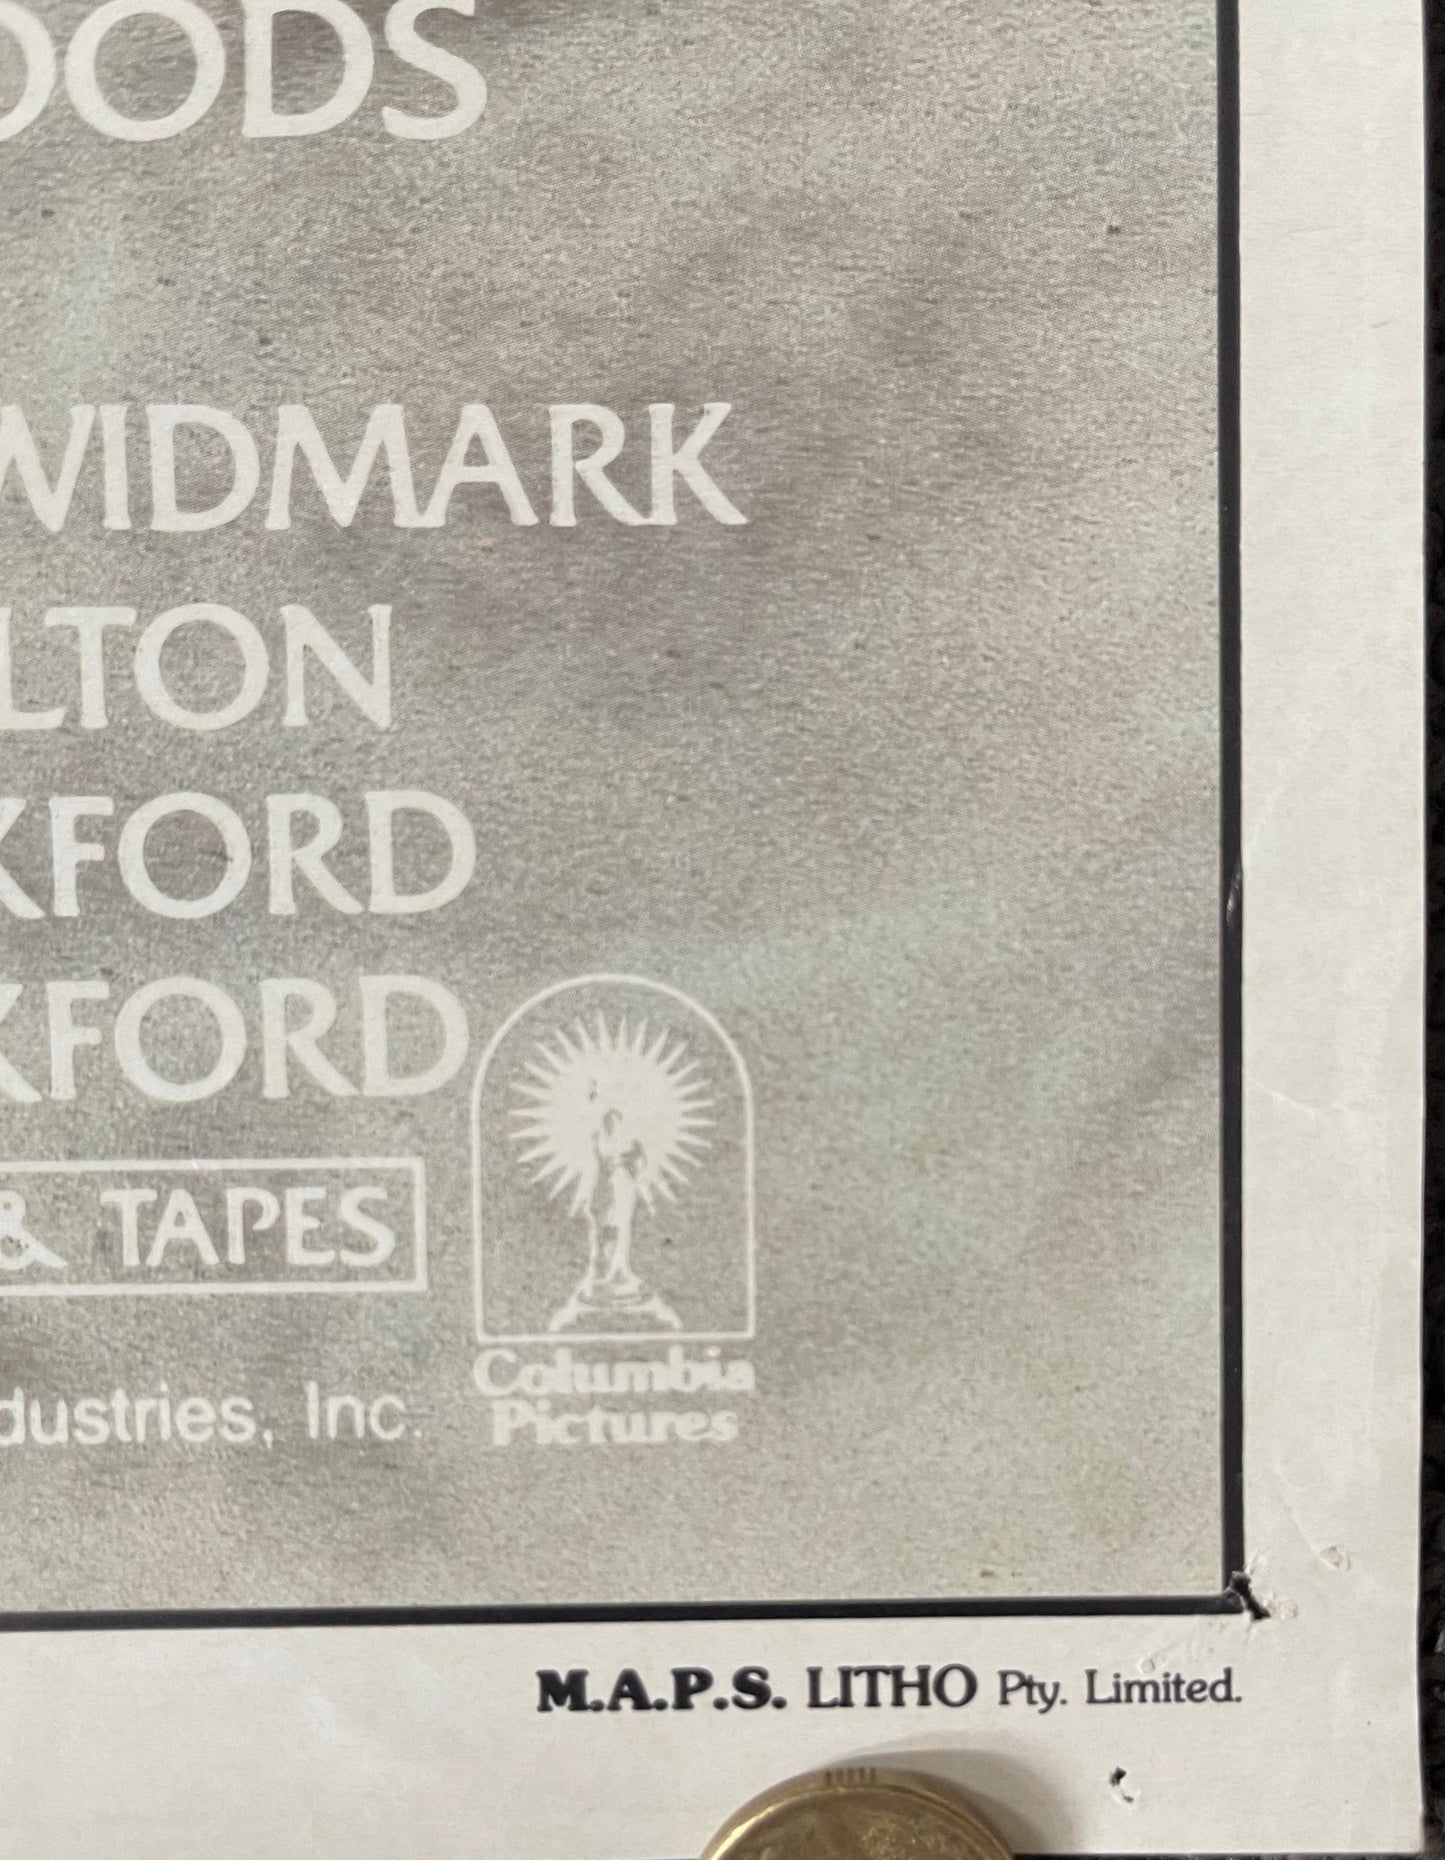 OODS
WIDMARK
LTON
KFORD
KFORD
& TAPES
dustries, Inc.
Columbia
Pictures
M.A.P.S. LITHO Pty. Limited.